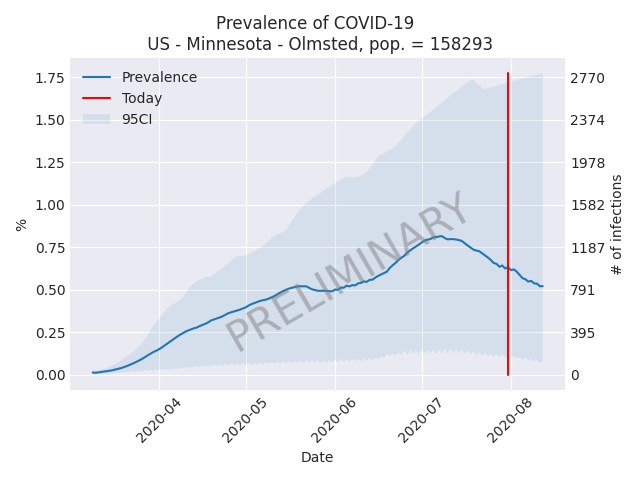 Prevalence of COVID-19
US - Minnesota - Olmsted, pop. = 158293
Prevalence
Today
95CI
1.75
1.50
1.25
1.00
0.75
0.50
0.25
0.00
%
2770
2374
1978
1582
1187
791
395
0
# of infections
PRELIMINARY
2020-04
2020-05
2020-06
2020-07
2020-08
Date